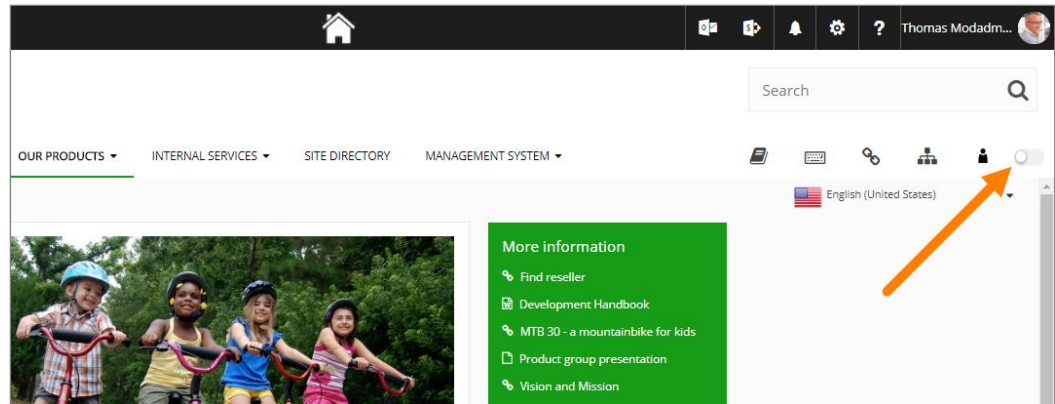 Thomas Modadm...
Search
OUR PRODUCTS
INTERNAL SERVICES
SITE DIRECTORY
MANAGEMENT SYSTEM
English (United States)
More information
Find reseller
Development Handbook
MTB 30 - a mountainbike for kids
Product group presentation
Vision and Mission